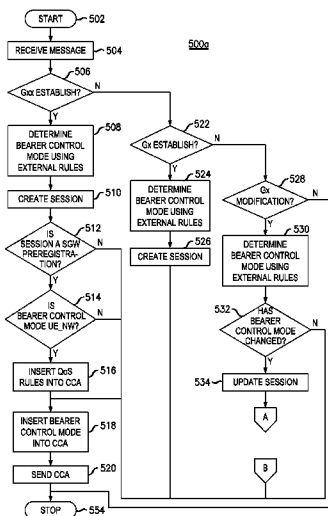 START
502
500a
RECEIVE MESSAGE
504
506
Gxx ESTABLISH?
N
Y
DETERMINE
BEARER CONTROL
MODE USING
EXTERNAL RULES
508
CREATE SESSION
510
IS
SESSION A SGW
PREREGISTRA-
TION?
512
N
Y
IS
BEARER CONTROL
MODE UE_NW?
514
N
Y
INSERT QoS
RULES INTO CCA
516
INSERT BEARER
CONTROL MODE
INTO CCA
518
SEND CCA
520
STOP
554
522
Gx ESTABLISH?
N
Y
524
DETERMINE
BEARER CONTROL
MODE USING
EXTERNAL RULES
526
CREATE SESSION
528
Gx
MODIFICATION?
N
Y
530
DETERMINE
BEARER CONTROL
MODE USING
EXTERNAL RULES
532
HAS
BEARER
CONTROL MODE
CHANGED?
N
Y
534
UPDATE SESSION
A
B